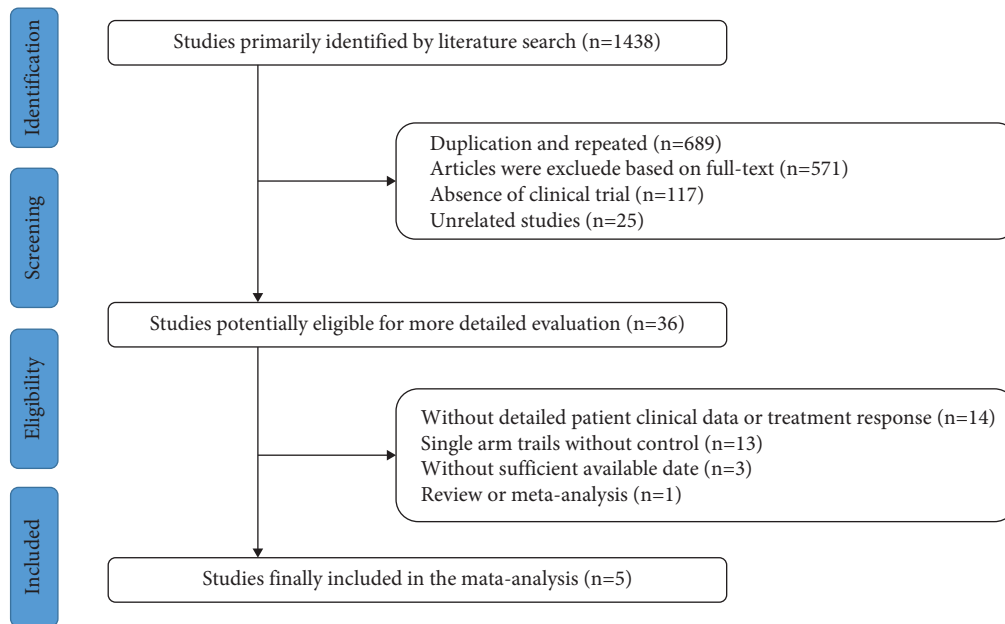 Identification
Studies primarily identified by literature search (n=1438)
Duplication and repeated (n=689)
Articles were excluede based on full-text (n=571)
Absence of clinical trial (n=117)
Unrelated studies (n=25)
Screening
Studies potentially eligible for more detailed evaluation (n=36)
Eligibility
Without detailed patient clinical data or treatment response (n=14)
Single arm trails without control (n=13)
Without sufficient available date (n=3)
Review or meta-analysis (n=1)
Included
Studies finally included in the mata-analysis (n=5)